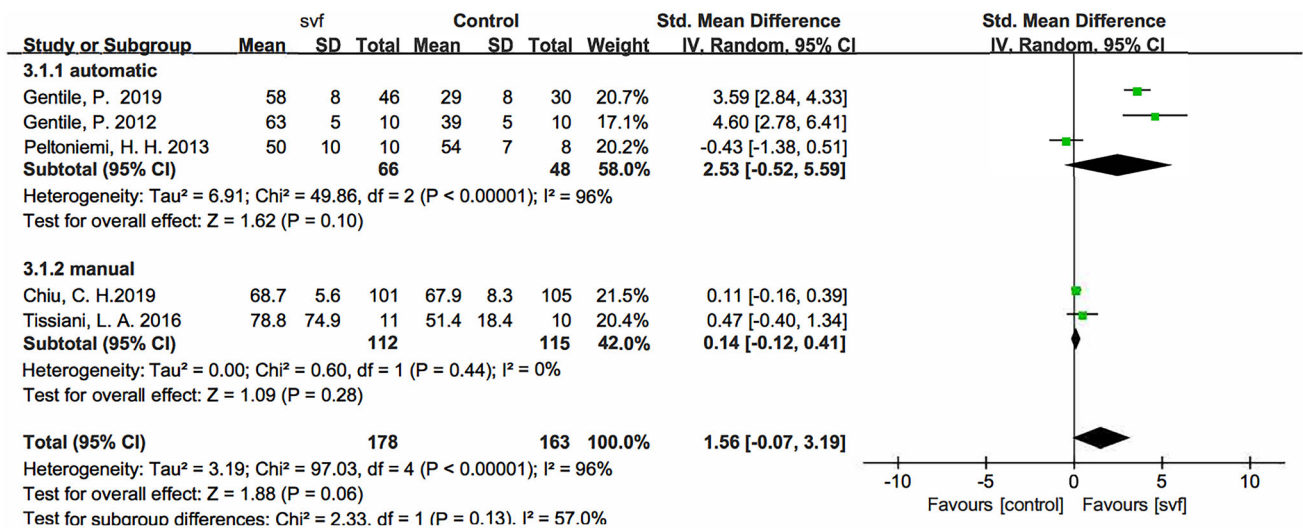 svf Control Std. Mean Difference Std. Mean Difference
Study or Subgroup Mean SD Total Mean SD Total Weight IV, Random, 95% CI IV, Random, 95% CI
3.1.1 automatic
Gentile, P. 2019 58 8 46 29 8 30 20.7% 3.59 [2.84, 4.33]
Gentile, P. 2012 63 5 10 39 5 10 17.1% 4.60 [2.78, 6.41]
Peltoniemi, H. H. 2013 50 10 10 54 7 8 20.2% -0.43 [-1.38, 0.51]
Subtotal (95% CI) 66 48 58.0% 2.53 [-0.52, 5.59]
Heterogeneity: Tau² = 6.91; Chi² = 49.86, df = 2 (P < 0.00001); I² = 96%
Test for overall effect: Z = 1.62 (P = 0.10)
3.1.2 manual
Chiu, C. H.2019 68.7 5.6 101 67.9 8.3 105 21.5% 0.11 [-0.16, 0.39]
Tissiani, L. A. 2016 78.8 74.9 11 51.4 18.4 10 20.4% 0.47 [-0.40, 1.34]
Subtotal (95% CI) 112 115 42.0% 0.14 [-0.12, 0.41]
Heterogeneity: Tau² = 0.00; Chi² = 0.60, df = 1 (P = 0.44); I² = 0%
Test for overall effect: Z = 1.09 (P = 0.28)
Total (95% CI) 178 163 100.0% 1.56 [-0.07, 3.19]
Heterogeneity: Tau² = 3.19; Chi² = 97.03, df = 4 (P < 0.00001); I² = 96%
Test for overall effect: Z = 1.88 (P = 0.06)
Test for subgroup differences: Chi² = 2.33, df = 1 (P = 0.13), I² = 57.0%
-10 -5 0 5 10
Favours [control] Favours [svf]